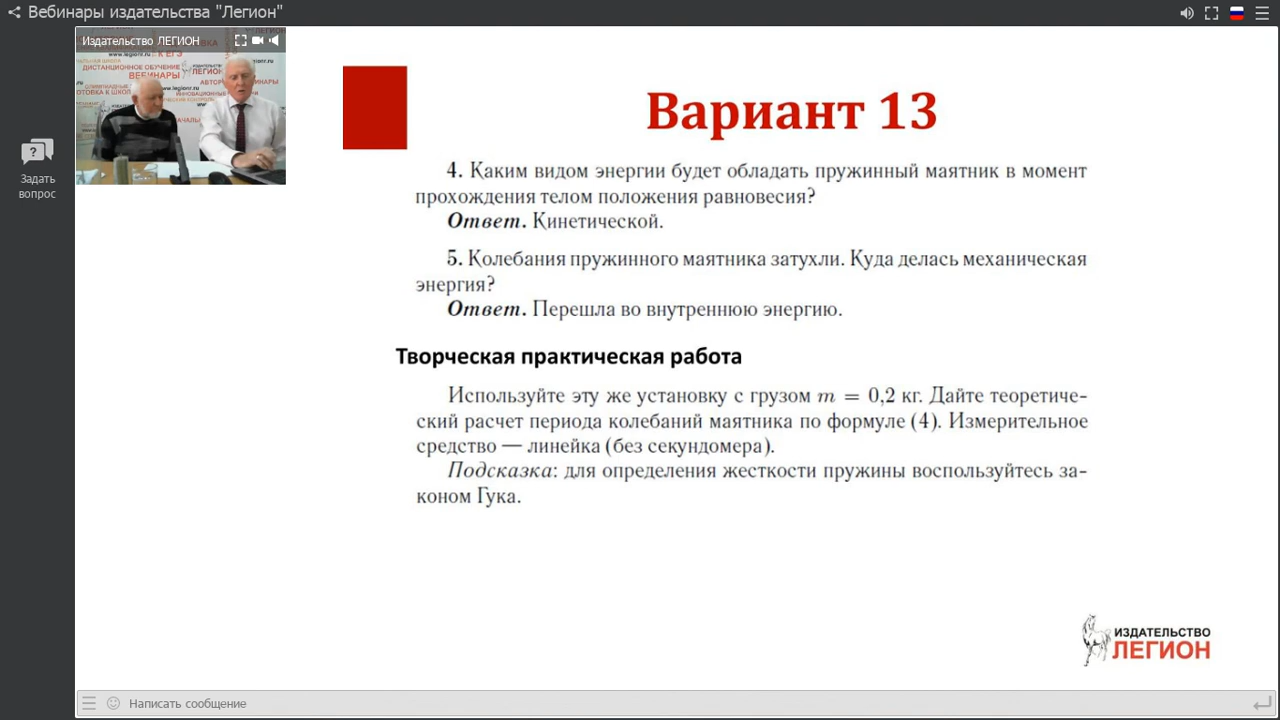 Вебинары издательства "Легион"
Издательство ЛЕГИОН
Задать
вопрос
Вариант 13
4. Каким видом энергии будет обладать пружинный маятник в момент
прохождения телом положения равновесия?
Ответ. Кинетической.
5. Колебания пружинного маятника затухли. Куда делась механическая
энергия?
Ответ. Перешла во внутреннюю энергию.
Творческая практическая работа
Используйте эту же установку с грузом m = 0,2 кг. Дайте теоретиче-
ский расчет периода колебаний маятника по формуле (4). Измерительное
средство — линейка (без секундомера).
Подсказка: для определения жесткости пружины воспользуйтесь за-
коном Гука.
ИЗДАТЕЛЬСТВО
ЛЕГИОН
Написать сообщение